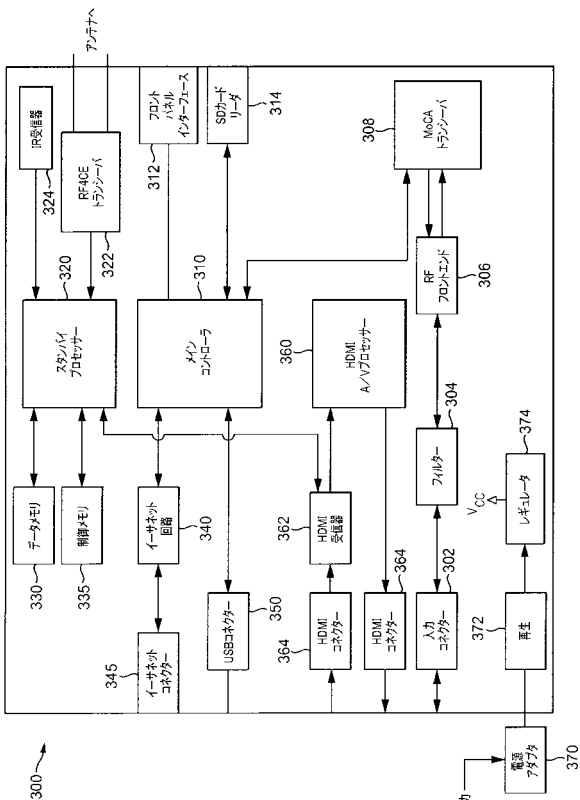 300
アンテナへ
IR受信器
324
RF4CE
トランシーバ
322
フロント
パネル
インターフェース
312
SDカード
リーダ
314
MoCA
トランシーバ
308
320
スタンバイ
プロセッサー
310
メイン
コントローラ
360
HDMI
A/Vプロセッサー
RF
フロントエンド
306
304
フィルター
374
VCC
レギュレータ
データメモリ
330
制御メモリ
335
イーサネット
回路
340
362
HDMI
受信器
345
イーサネット
コネクター
USBコネクター
350
364
HDMI
コネクター
HDMI
コネクター
364
入力
コネクター
302
372
再生
電源
アダプタ
370